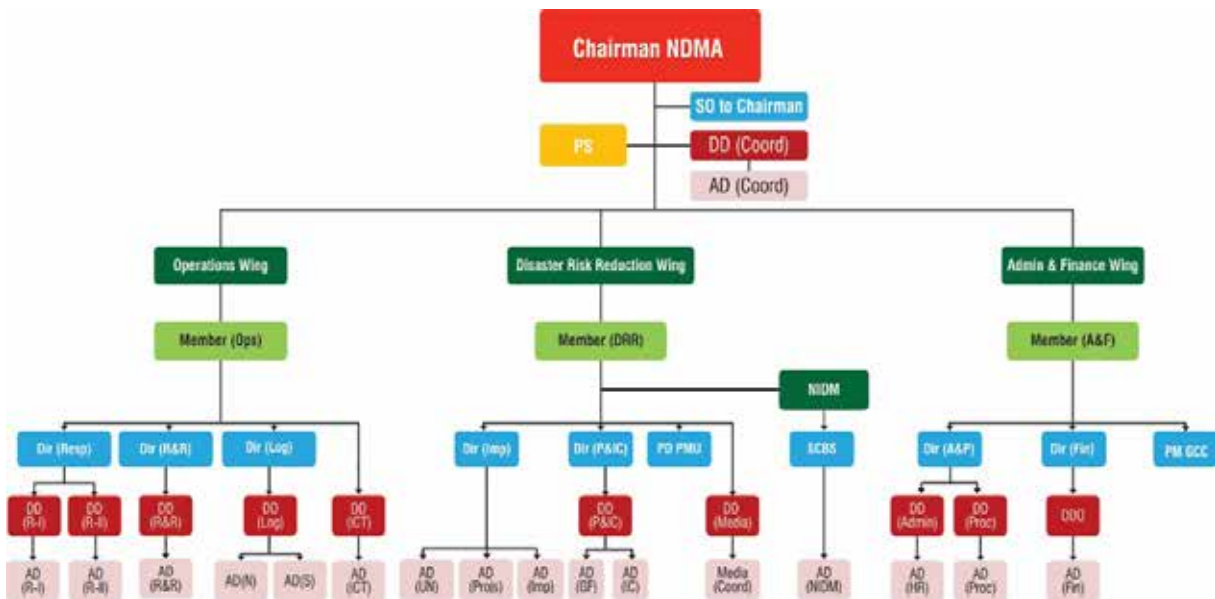 Chairman NDMA
SO to Chairman
PS
DD (Coord)
AD (Coord)
Operations Wing
Disaster Risk Reduction Wing
Admin & Finance Wing
Member (Ops)
Member (DRR)
Member (A&F)
NIDM
Dir (Resp)
Dir (R&R)
Dir (Log)
Dir (Imp)
Dir (P&IC)
PD PMU
SCBS
Dir (A&P)
Dir (Fin)
PM GCC
DD
(R-I)
DD
(R-II)
DD
(R&R)
DD
(Log)
DD
(ICT)
DD
(P&IC)
DD
(Media)
DD
(Admin)
DD
(Proc)
DDO
AD
(R-I)
AD
(R-II)
AD
(R&R)
AD(N)
AD(S)
AD
(ICT)
AD
(UN)
AD
(Projs)
AD
(Imp)
AD
(GF)
AD
(IC)
Media
(Coord)
AD
(NIDM)
AD
(HR)
AD
(Proc)
AD
(Fin)